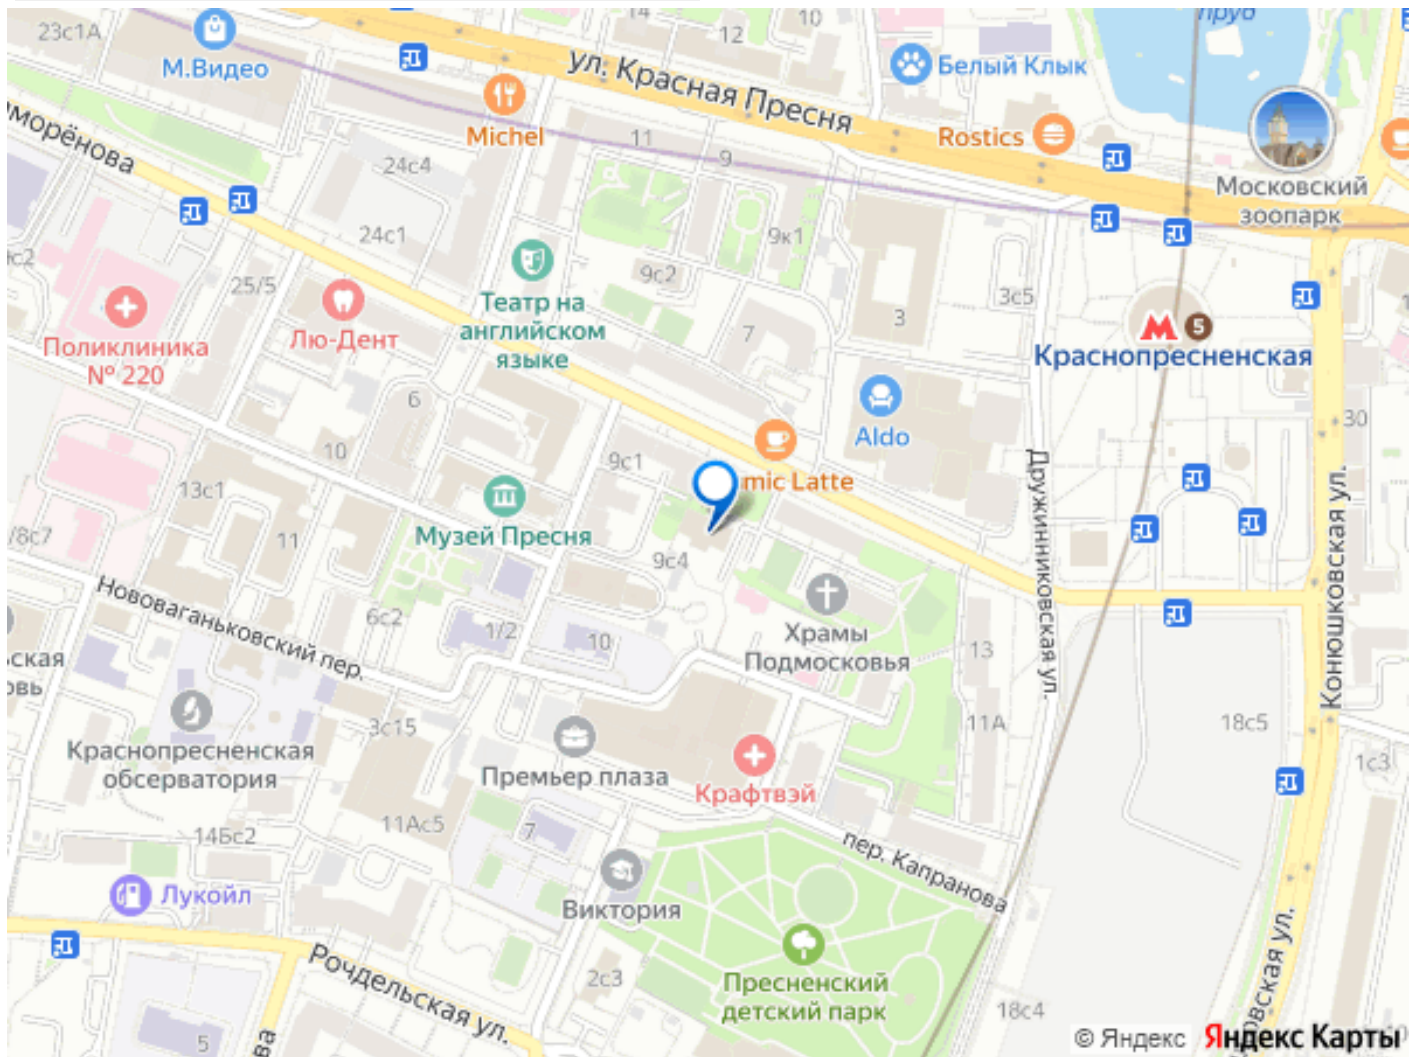 23с1А
М.Видео
10
12
ул. Красная Пресня
Белый Клык
пруд
Michel
11
9
Rostics
Московский
зоопарк
24с4
24с1
25/5
9к1
9с2
Театр на
английском
языке
7
3
3с5
5
Краснопресненская
Поликлиника
№ 220
Лю-Дент
6
10
9с1
Aldo
mic Latte
30
13с1
11
Музей Пресня
9с4
/8с7
Нововаганьковский пер.
6с2
1/2
10
Храмы
Подмосковья
13
11А
Дружинниковская ул.
Конюшковская ул.
18с5
1с3
Краснопресненская
обсерватория
3с15
Премьер плаза
Крафтвэй
14Бс2
11Ас5
7
пер. Капранова
Лукойл
Виктория
Рочдельская ул.
2с3
Пресненский
детский парк
18с4
5
© Яндекс
Яндекс Карты